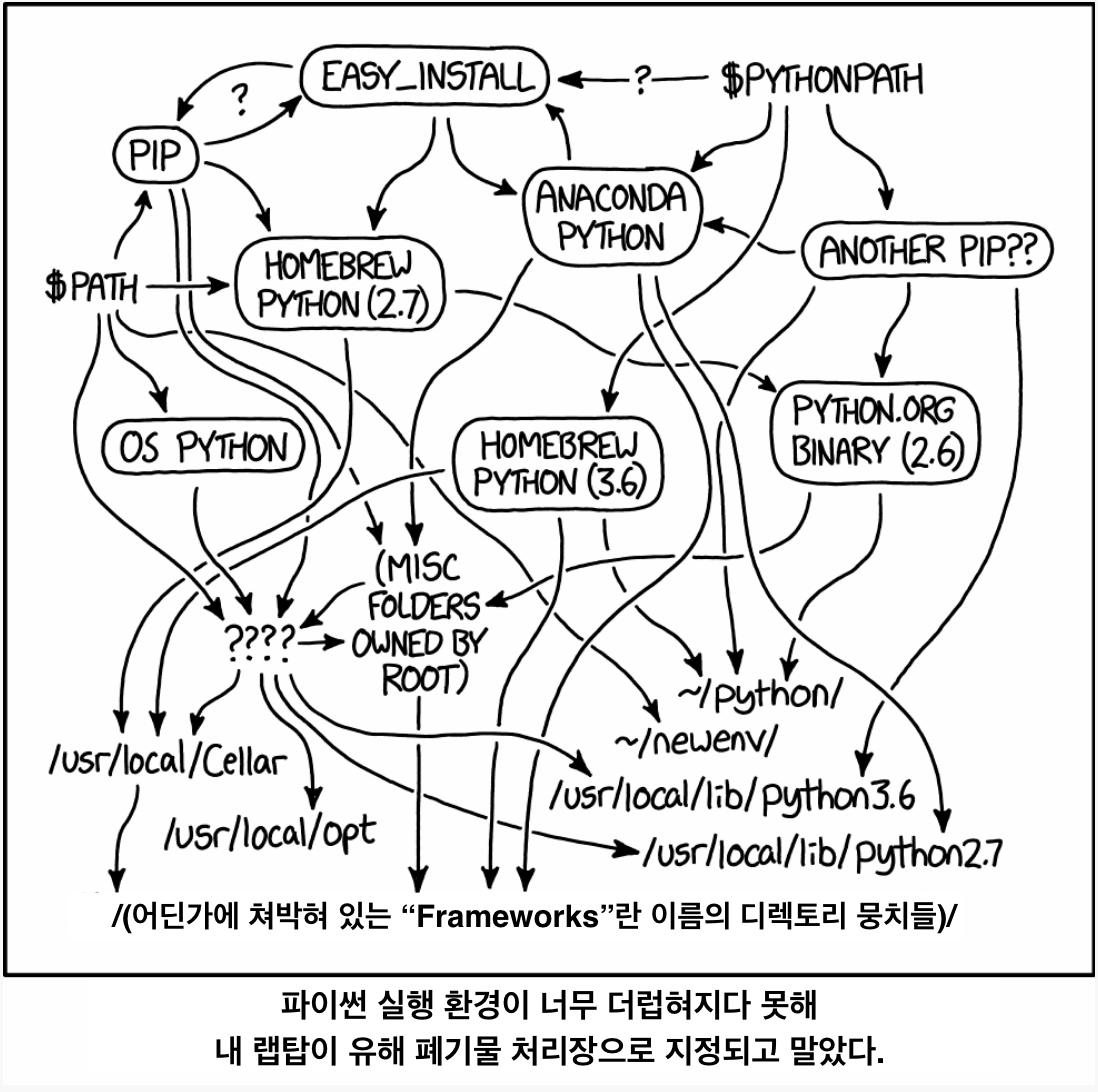 EASY_INSTALL
?
$PYTHONPATH
?
PIP
ANACONDA
PYTHON
ANOTHER PIP??
HOMEBREW
PYTHON (2.7)
$PATH
OS PYTHON
HOMEBREW
PYTHON (3.6)
PYTHON.ORG
BINARY (2.6)
(MISC
FOLDERS
OWNED BY
ROOT)
????
~/python/
~/newenv/
/usr/local/Cellar
/usr/local/lib/python3.6
/usr/local/opt
/usr/local/lib/python2.7
/(어딘가에 쳐박혀 있는 “Frameworks”란 이름의 디렉토리 뭉치들)/
파이썬 실행 환경이 너무 더럽혀지다 못해
내 랩탑이 유해 폐기물 처리장으로 지정되고 말았다.